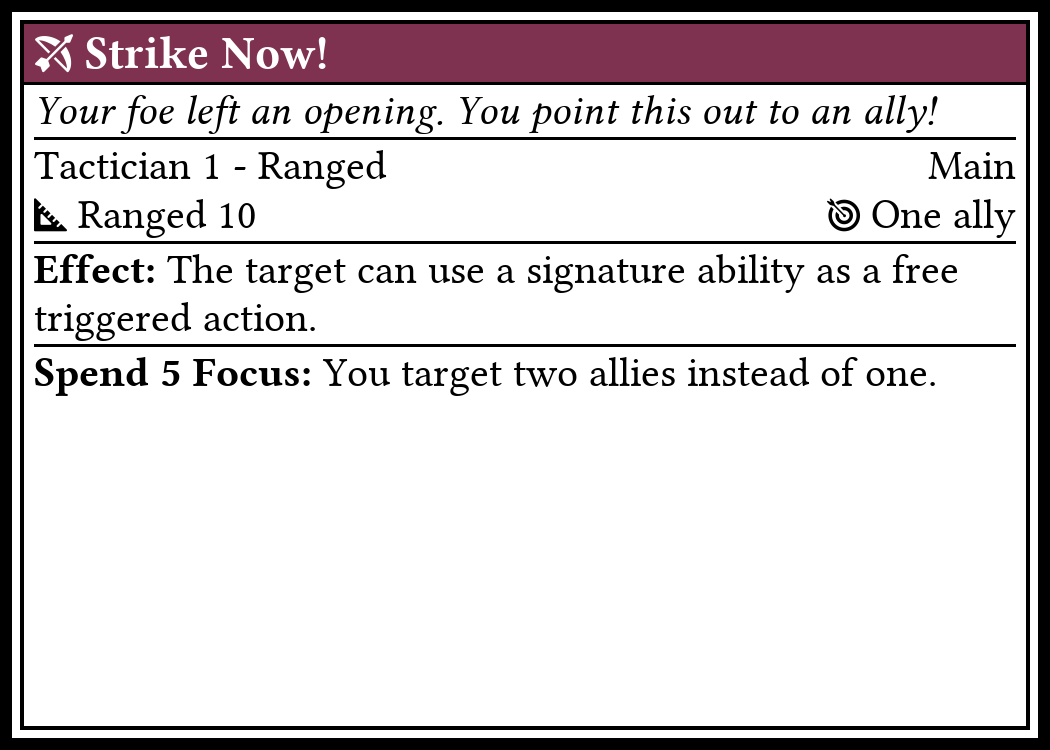 Strike Now!
Your foe left an opening. You point this out to an ally!
Tactician 1 - Ranged Main
Ranged 10 One ally
Effect: The target can use a signature ability as a free
triggered action.
Spend 5 Focus: You target two allies instead of one.